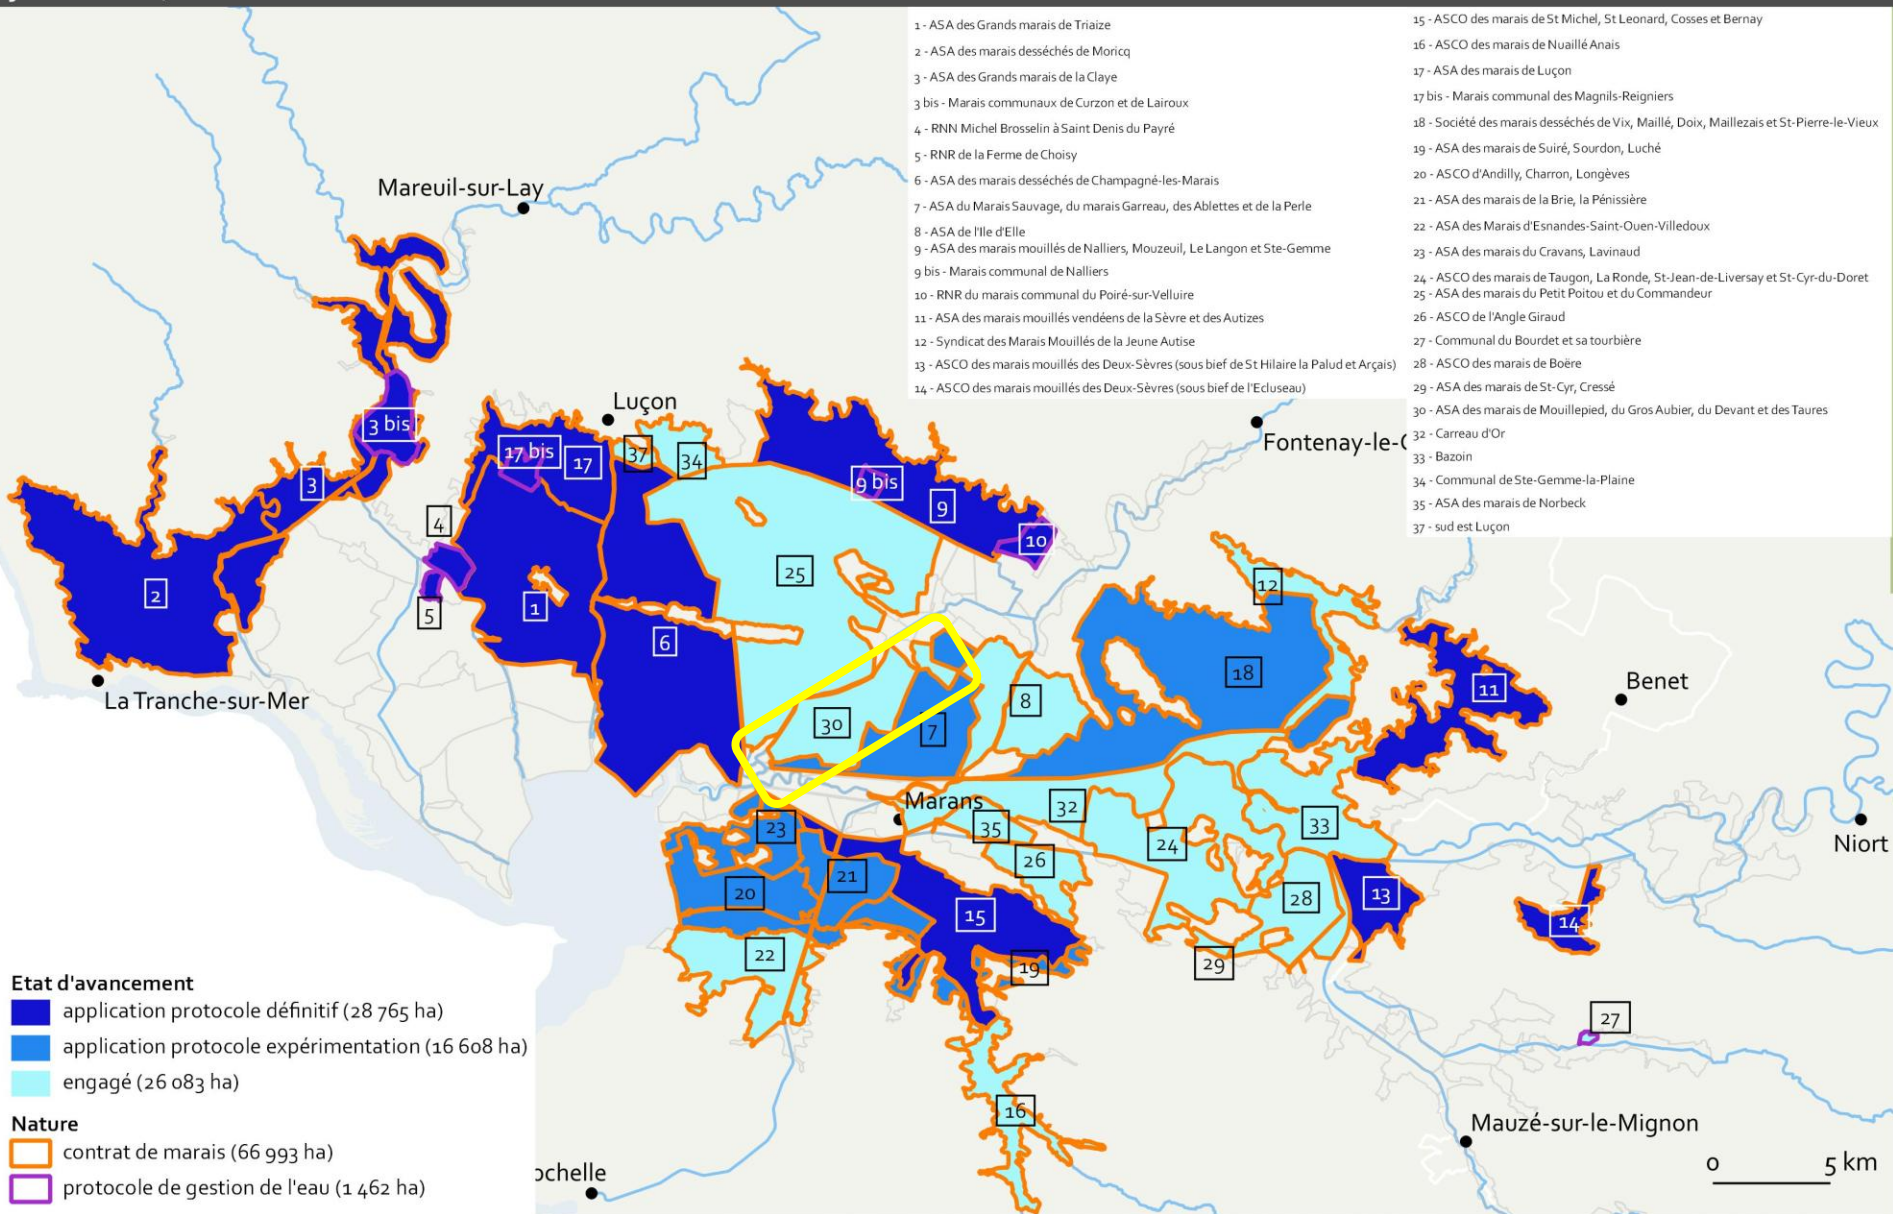 1 - ASA des Grands marais de Triaize
2 - ASA des marais desséchés de Moricq
3 - ASA des Grands marais de la Claye
3 bis - Marais communaux de Curzon et de Lairoux
4 - RNN Michel Brosselin à Saint Denis du Payré
5 - RNR de la Ferme de Choisy
6 - ASA des marais desséchés de Champagné-les-Marais
7 - ASA du Marais Sauvage, du marais Garreau, des Ablettes et de la Perle
8 - ASA de l'Ile d'Elle
9 - ASA des marais mouillés de Nalliers, Mouzeuil, Le Langon et Ste-Gemme
9 bis - Marais communal de Nalliers
10 - RNR du marais communal du Poiré-sur-Velluire
11 - ASA des marais mouillés vendéens de la Sèvre et des Autizes
12 - Syndicat des Marais Mouillés de la Jeune Autise
13 - ASCO des marais mouillés des Deux-Sèvres (sous bief de St Hilaire la Palud et Arçais)
14 - ASCO des marais mouillés des Deux-Sèvres (sous bief de l'Ecluseau)
15 - ASCO des marais de St Michel, St Leonard, Cosses et Bernay
16 - ASCO des marais de Nuaillé Anais
17 - ASA des marais de Luçon
17 bis - Marais communal des Magnils-Reigniers
18 - Société des marais desséchés de Vix, Maillé, Doix, Maillezais et St-Pierre-le-Vieux
19 - ASA des marais de Suiré, Sourdon, Luché
20 - ASCO d'Andilly, Charron, Longèves
21 - ASA des marais de la Brie, la Pénissière
22 - ASA des Marais d'Esnandes-Saint-Ouen-Villedoux
23 - ASA des marais du Cravans, Lavinaud
24 - ASCO des marais de Taugon, La Ronde, St-Jean-de-Liversay et St-Cyr-du-Doret
25 - ASA des marais du Petit Poitou et du Commandeur
26 - ASCO de l'Angle Giraud
27 - Communal du Bourdet et sa tourbière
28 - ASCO des marais de Boëre
29 - ASA des marais de St-Cyr, Cressé
30 - ASA des marais de Mouillepied, du Gros Aubier, du Devant et des Taures
32 - Carreau d'Or
33 - Bazoin
34 - Communal de Ste-Gemme-la-Plaine
35 - ASA des marais de Norbeck
37 - sud est Luçon
Mareuil-sur-Lay
Luçon
Fontenay-le-C
3 bis
17 bis
17
37
34
3
9 bis
9
4
10
25
12
2
5
1
6
18
8
11
Benet
La Tranche-sur-Mer
30
7
Marans
32
23
35
33
Niort
24
26
21
20
28
13
15
14
22
19
29
27
16
Mauzé-sur-le-Mignon
ochelle
0 5 km
Etat d'avancement
application protocole définitif (28 765 ha)
application protocole expérimentation (16 608 ha)
engagé (26 083 ha)
Nature
contrat de marais (66 993 ha)
protocole de gestion de l'eau (1 462 ha)